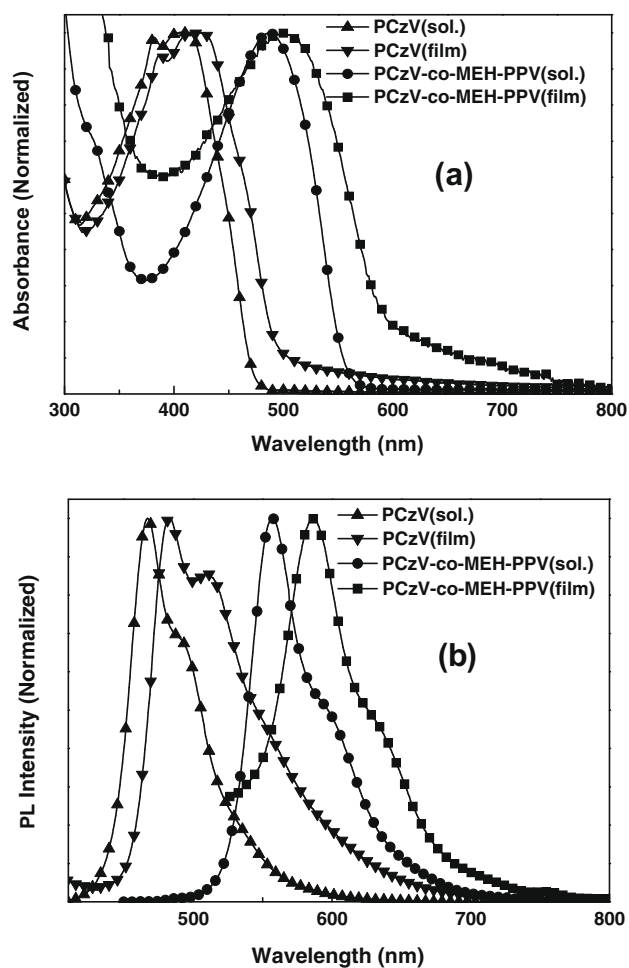 PCzV(sol.)
PCzV(film)
PCzV-co-MEH-PPV(sol.)
PCzV-co-MEH-PPV(film)
(a)
Absorbance (Normalized)
300 400 500 600 700 800
Wavelength (nm)
PCzV(sol.)
PCzV(film)
PCzV-co-MEH-PPV(sol.)
PCzV-co-MEH-PPV(film)
(b)
PL Intensity (Normalized)
500 600 700 800
Wavelength (nm)